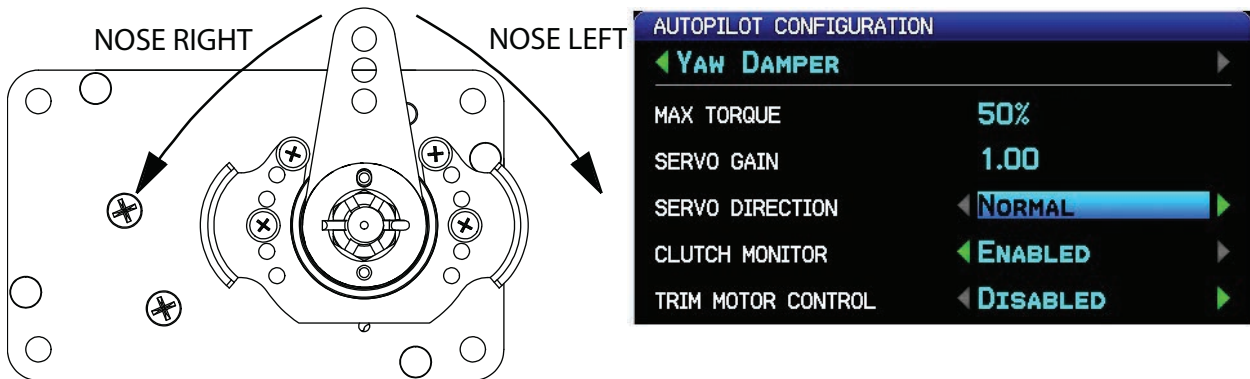 NOSE RIGHT
NOSE LEFT
AUTOPILOT CONFIGURATION
YAW DAMPER
MAX TORQUE 50%
SERVO GAIN 1.00
SERVO DIRECTION NORMAL
CLUTCH MONITOR ENABLED
TRIM MOTOR CONTROL DISABLED